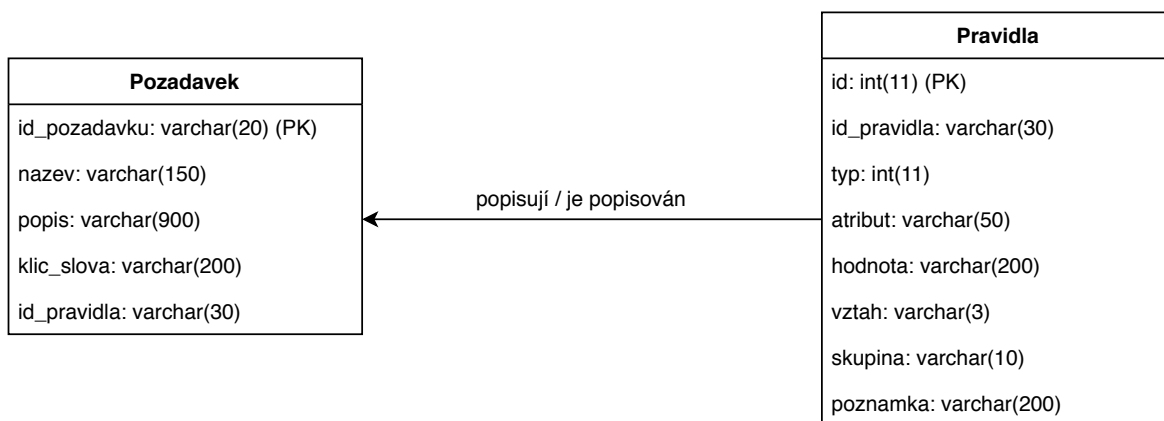 Pozadavek
id_pozadavku: varchar(20) (PK)
nazev: varchar(150)
popis: varchar(900)
klic_slova: varchar(200)
id_pravidla: varchar(30)
popisují / je popisován
Pravidla
id: int(11) (PK)
id_pravidla: varchar(30)
typ: int(11)
atribut: varchar(50)
hodnota: varchar(200)
vztah: varchar(3)
skupina: varchar(10)
poznamka: varchar(200)